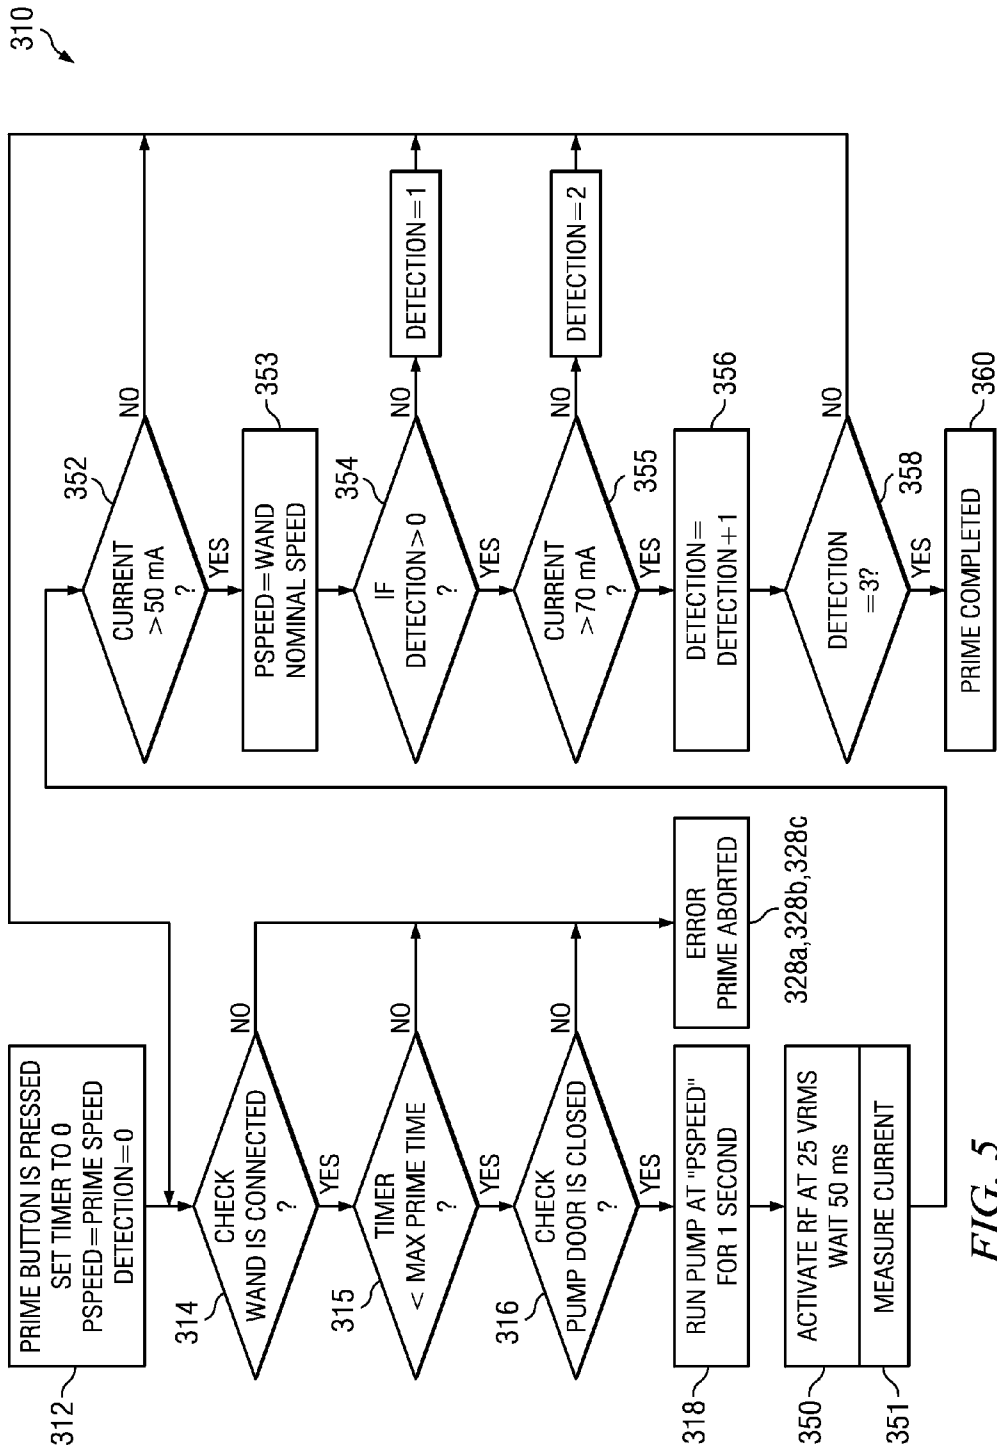 310
PRIME BUTTON IS PRESSED
SET TIMER TO 0
PSPEED=PRIME SPEED
DETECTION=0
312
CHECK
WAND IS CONNECTED
?
314
NO
YES
TIMER
< MAX PRIME TIME
?
315
NO
YES
CHECK
PUMP DOOR IS CLOSED
?
316
NO
YES
ERROR
PRIME ABORTED
328a,328b,328c
RUN PUMP AT "PSPEED"
FOR 1 SECOND
318
ACTIVATE RF AT 25 VRMS
WAIT 50 ms
350
MEASURE CURRENT
351
CURRENT
>50 mA
?
352
NO
YES
PSPEED=WAND
NOMINAL SPEED
353
IF
DETECTION>0
?
354
NO
DETECTION=1
YES
CURRENT
>70 mA
?
355
NO
DETECTION=2
YES
DETECTION=
DETECTION+1
356
DETECTION
=3?
358
NO
YES
PRIME COMPLETED
360
FIG. 5